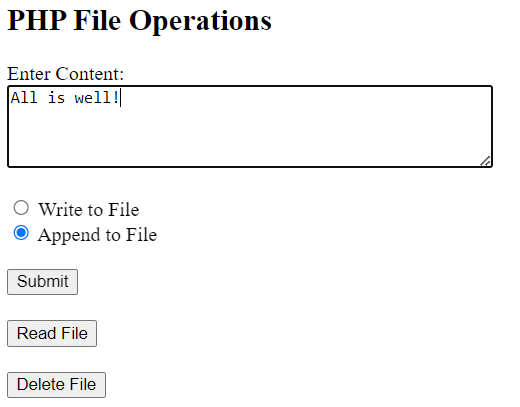 PHP File Operations
Enter Content:
All is well!
Write to File
Append to File
Submit
Read File
Delete File